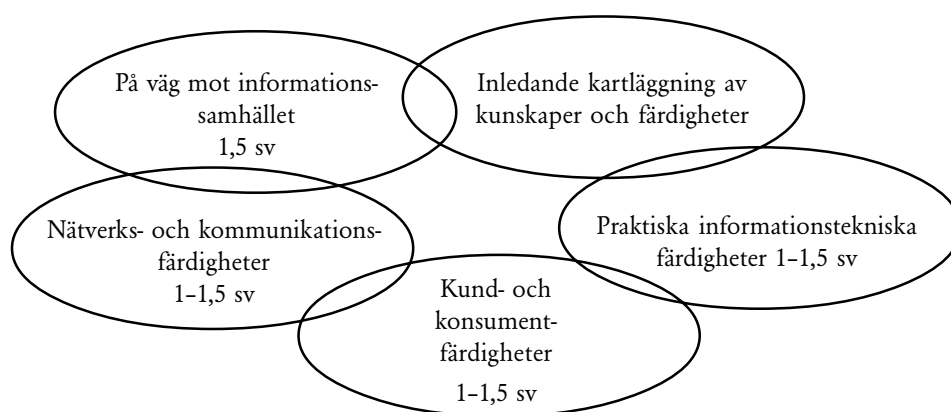 På väg mot informations-
samhället
1,5 sv
Inledande kartläggning av
kunskaper och färdigheter
Nätverks- och kommunikations-
färdigheter
1–1,5 sv
Praktiska informationstekniska
färdigheter 1–1,5 sv
Kund- och
konsument-
färdigheter
1–1,5 sv